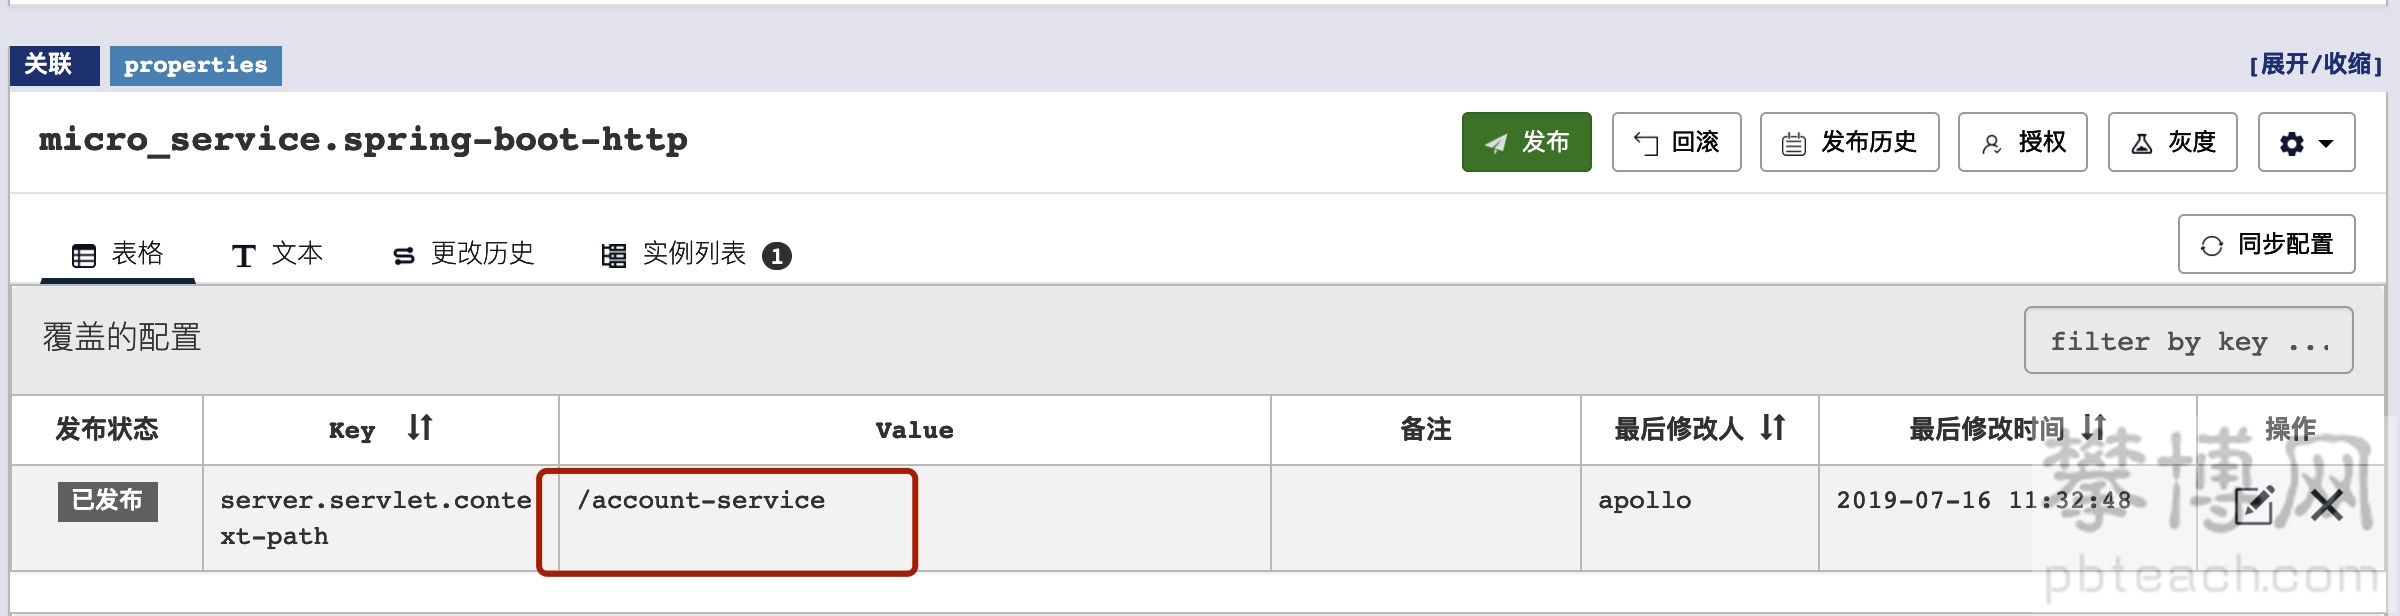 关联 properties [展开/收缩]
micro_service.spring-boot-http 发布 回滚 发布历史 授权 灰度
表格 文本 更改历史 实例列表 1 同步配置
覆盖的配置 filter by key ...
发布状态 Key Value 备注 最后修改人 最后修改时间 操作
已发布 server.servlet.conte /account-service apollo 2019-07-16 11:32:48
xt-path
攀博网
pbteach.com